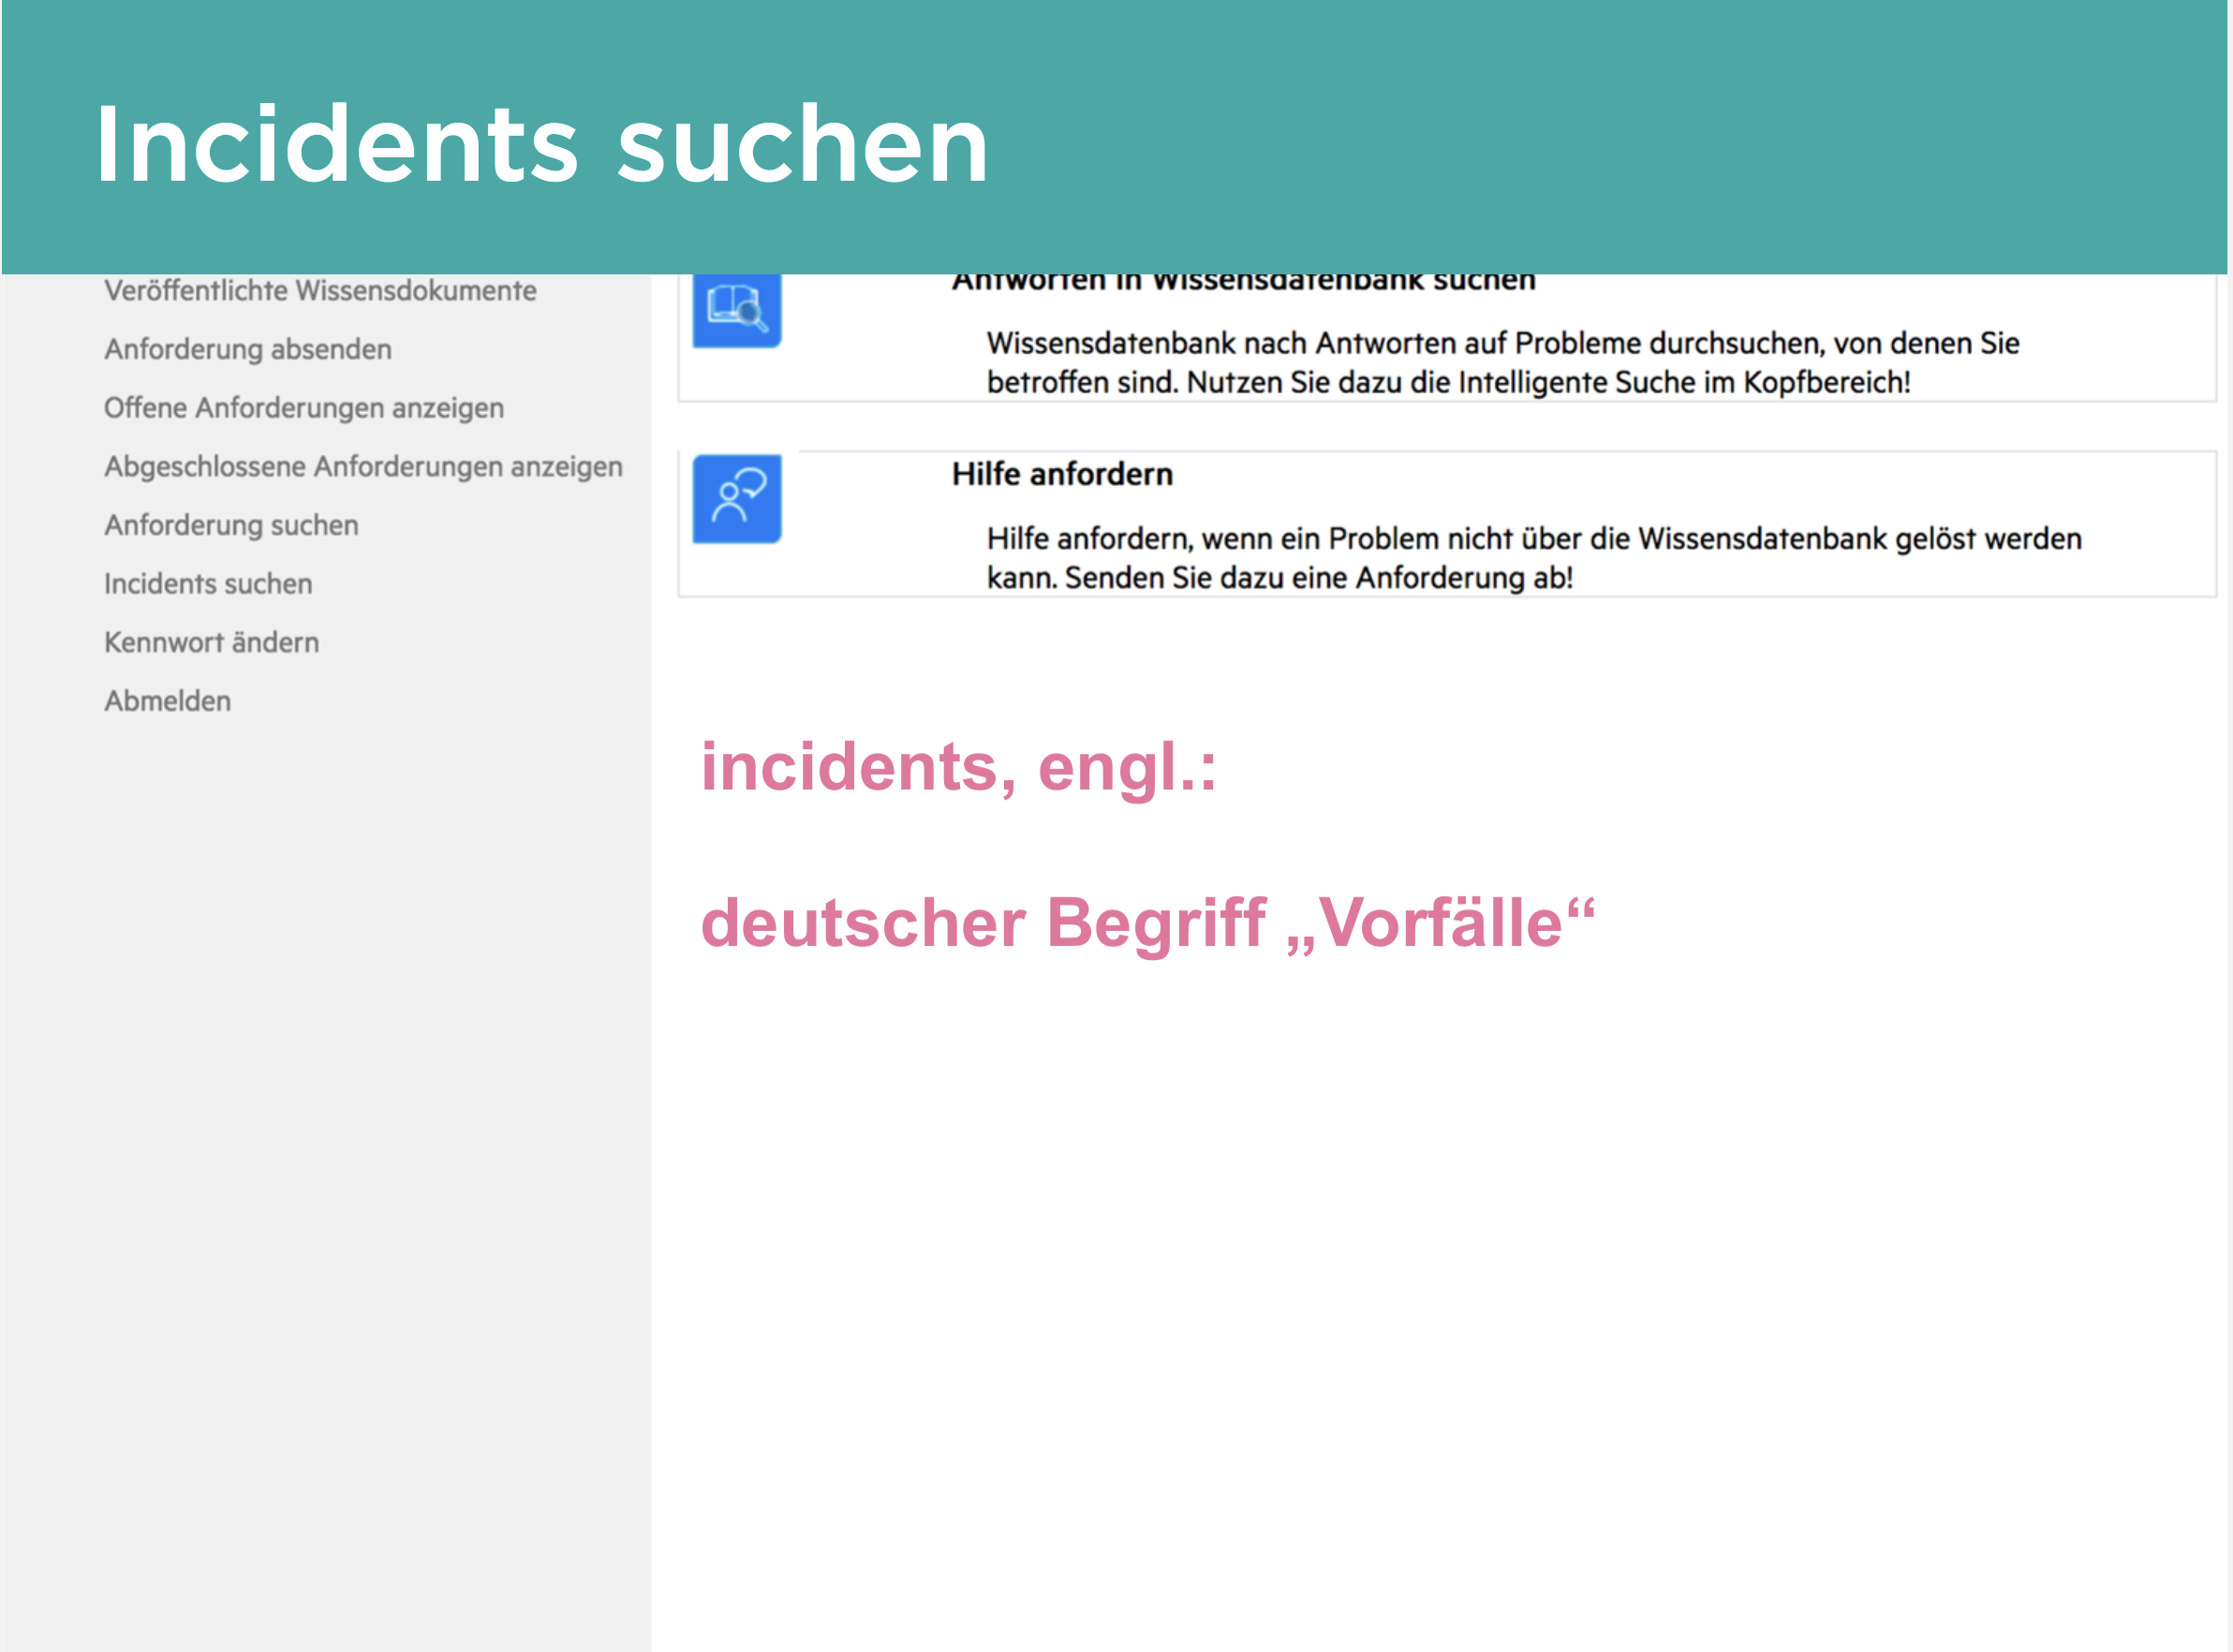 Incidents suchen
Veröffentlichte Wissensdokumente
Anforderung absenden
Offene Anforderungen anzeigen
Abgeschlossene Anforderungen anzeigen
Anforderung suchen
Incidents suchen
Kennwort ändern
Abmelden
Antworten in Wissensdatenbank suchen
Wissensdatenbank nach Antworten auf Probleme durchsuchen, von denen Sie
betroffen sind. Nutzen Sie dazu die Intelligente Suche im Kopfbereich!
Hilfe anfordern
Hilfe anfordern, wenn ein Problem nicht über die Wissensdatenbank gelöst werden
kann. Senden Sie dazu eine Anforderung ab!
incidents, engl.:
deutscher Begriff „Vorfälle“